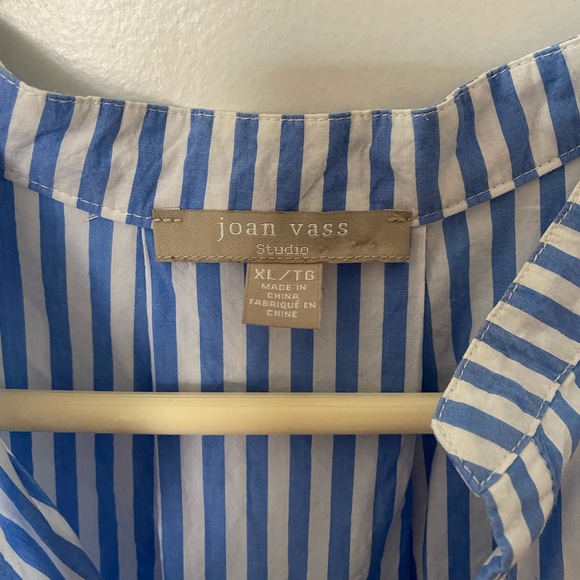 joan vass
Studio
XL/TG
MADE IN
CHINA
FABRIQUÉ EN
CHINE